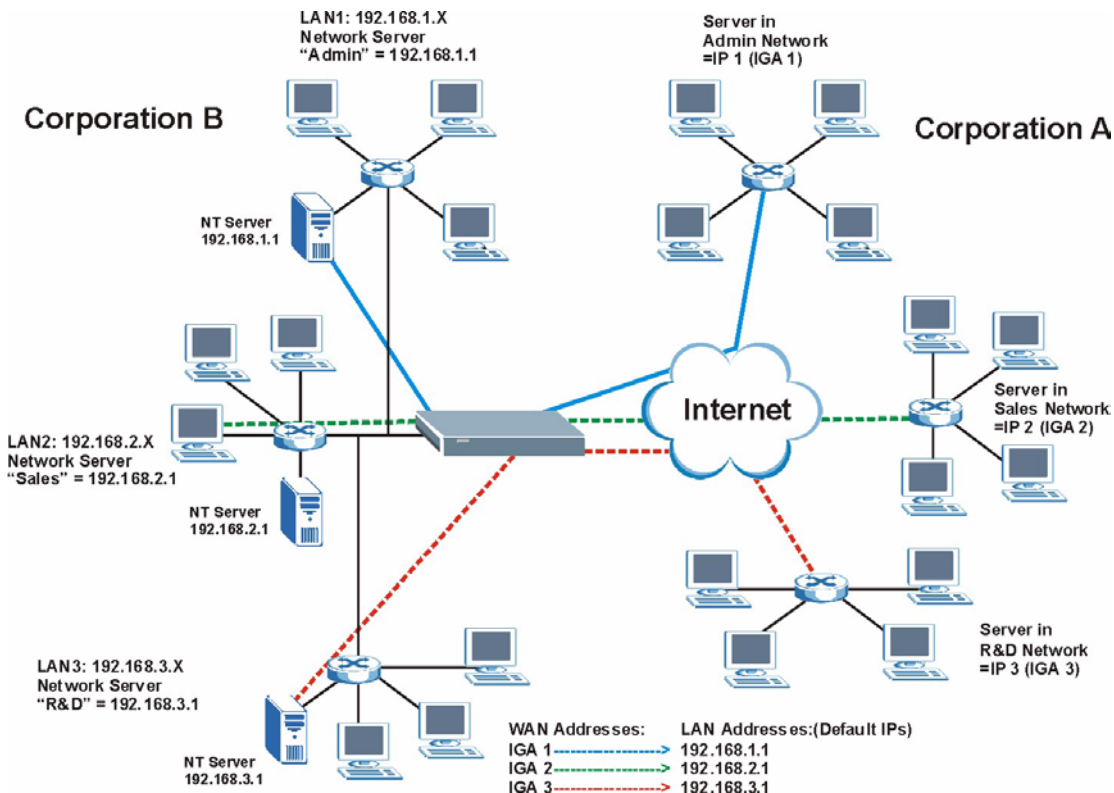 LAN1: 192.168.1.X
Network Server
“Admin” = 192.168.1.1
Server in
Admin Network
=IP 1 (IGA 1)
Corporation B
Corporation A
NT Server
192.168.1.1
Internet
Server in
Sales Network
=IP 2 (IGA 2)
LAN2: 192.168.2.X
Network Server
“Sales” = 192.168.2.1
NT Server
192.168.2.1
Server in
R&D Network
=IP 3 (IGA 3)
LAN3: 192.168.3.X
Network Server
“R&D” = 192.168.3.1
NT Server
192.168.3.1
WAN Addresses: LAN Addresses:(Default IPs)
IGA 1 192.168.1.1
IGA 2 192.168.2.1
IGA 3 192.168.3.1